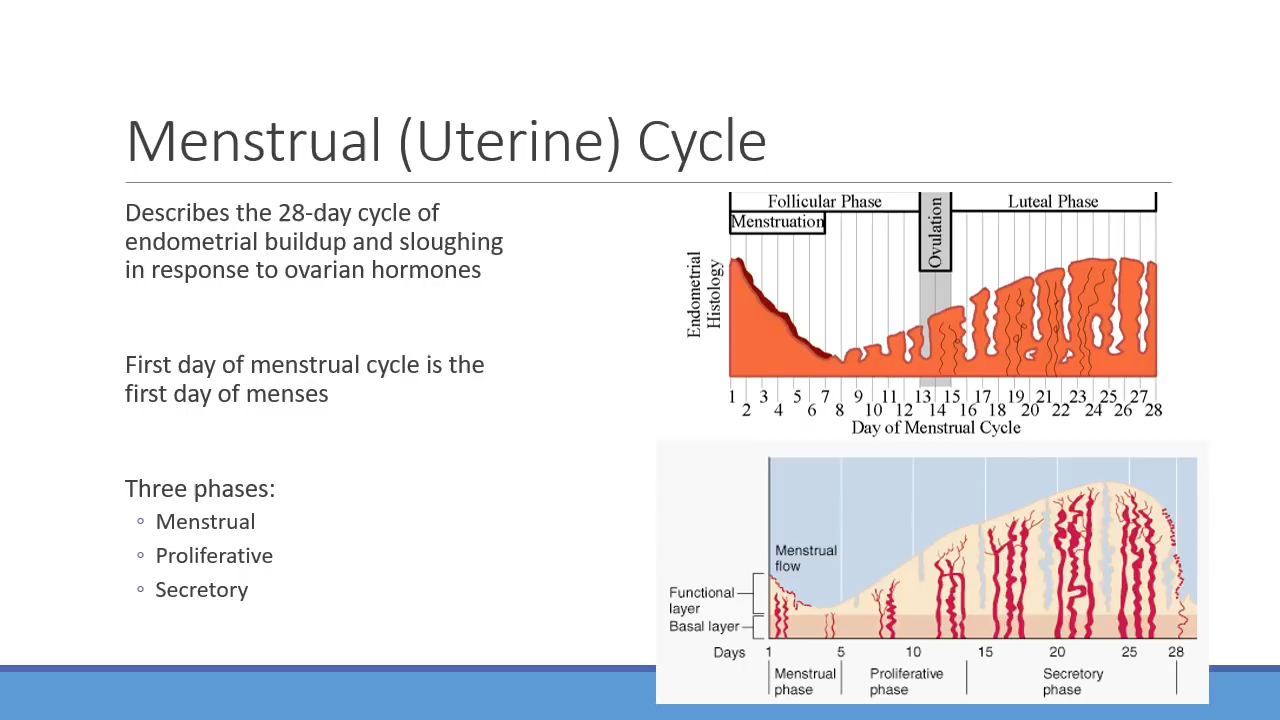 Menstrual (Uterine) Cycle
Describes the 28-day cycle of
endometrial buildup and sloughing
in response to ovarian hormones
First day of menstrual cycle is the
first day of menses
Three phases:
◦ Menstrual
◦ Proliferative
◦ Secretory
Follicular Phase
Luteal Phase
Menstruation
Ovulation
Endometrial
Histology
1 2 3 4 5 6 7 8 9 10 11 12 13 14 15 16 17 18 19 20 21 22 23 24 25 26 27 28
Day of Menstrual Cycle
Menstrual
flow
Functional
layer
Basal layer
Days 1 5 10 15 20 25 28
Menstrual
phase
Proliferative
phase
Secretory
phase